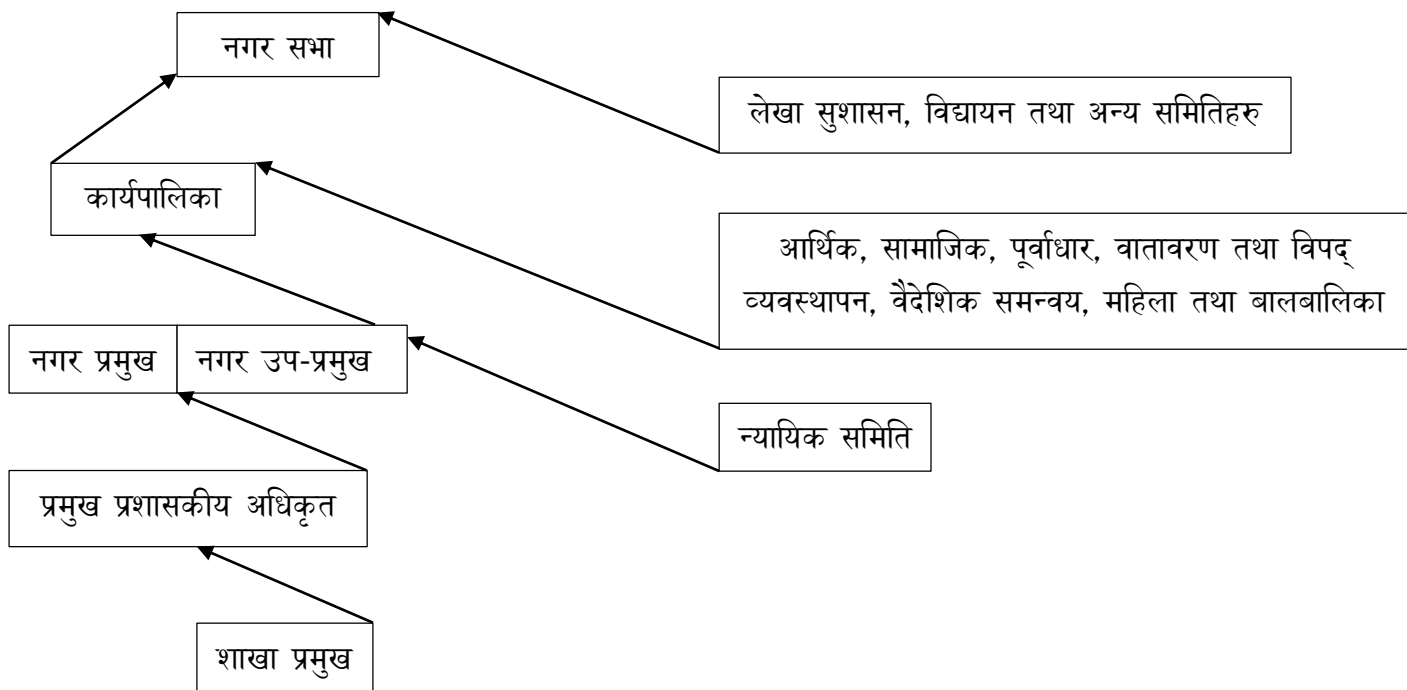 नगर सभा
लेखा सुशासन, विद्यायन तथा अन्य समितिहरु
कार्यपालिका
आर्थिक, सामाजिक, पूर्वाधार, वातावरण तथा विपद्
व्यवस्थापन, वैदेशिक समन्वय, महिला तथा बालबालिका
नगर प्रमुख नगर उप-प्रमुख
न्यायिक समिति
प्रमुख प्रशासकीय अधिकृत
शाखा प्रमुख